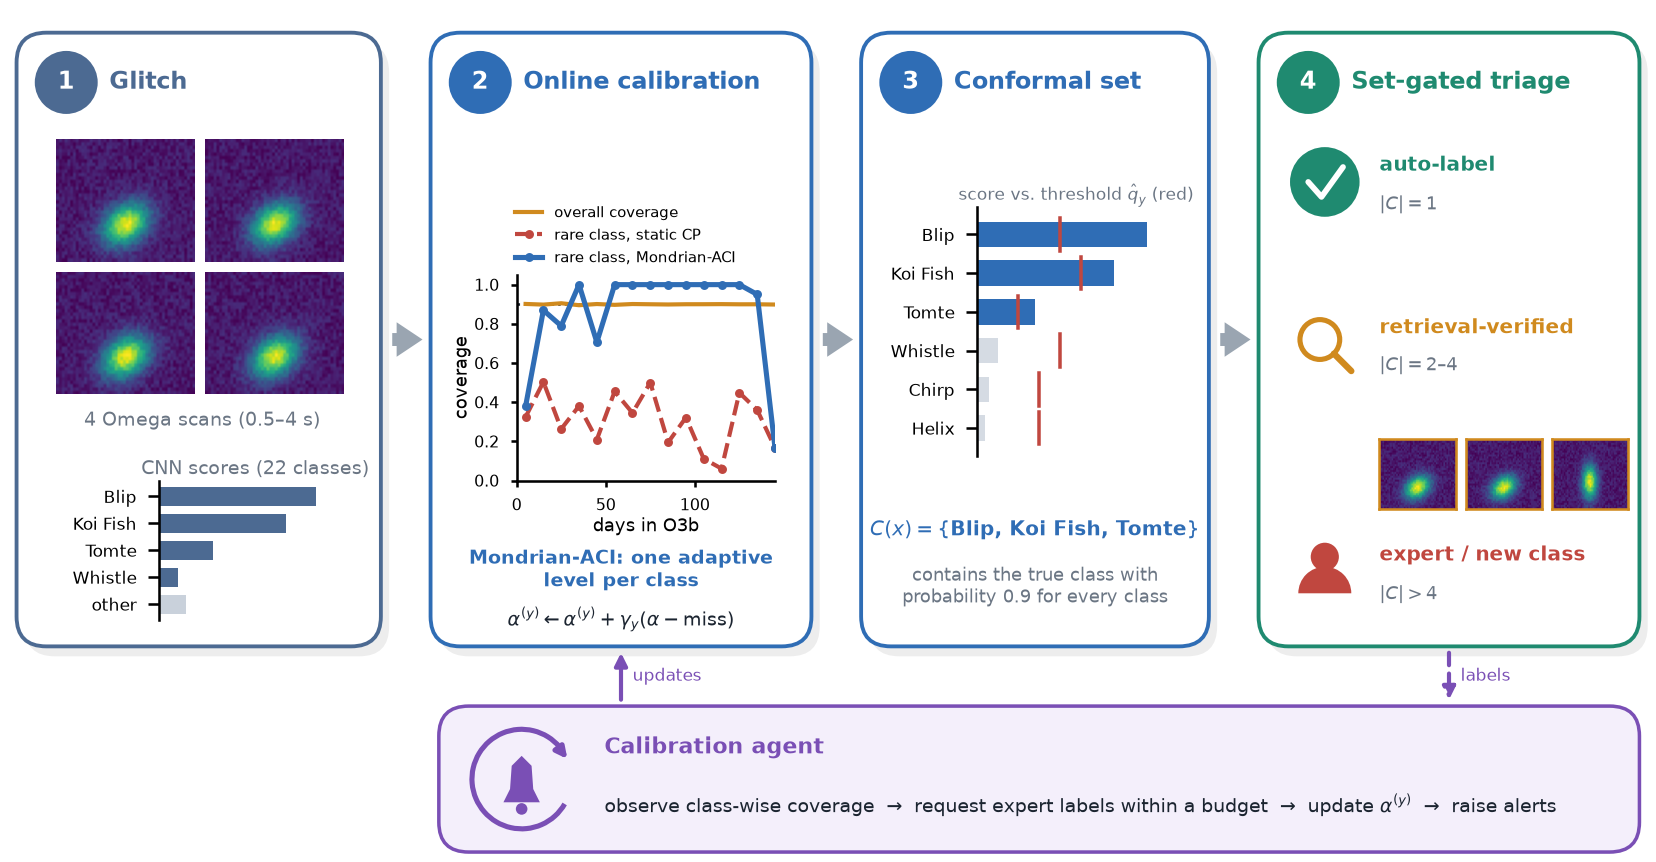 1 Glitch
4 Omega scans (0.5–4 s)
CNN scores (22 classes)
Blip
Koi Fish
Tomte
Whistle
other
2 Online calibration
overall coverage
rare class, static CP
rare class, Mondrian-ACI
coverage
1.0
0.8
0.6
0.4
0.2
0.0
0 50 100
days in O3b
Mondrian-ACI: one adaptive
level per class
α^(y) ← α^(y) + γ_y(α − miss)
3 Conformal set
score vs. threshold q̂_y (red)
Blip
Koi Fish
Tomte
Whistle
Chirp
Helix
C(x) = {Blip, Koi Fish, Tomte}
contains the true class with
probability 0.9 for every class
4 Set-gated triage
auto-label
|C| = 1
retrieval-verified
|C| = 2–4
expert / new class
|C| > 4
updates
labels
Calibration agent
observe class-wise coverage → request expert labels within a budget → update α^(y) → raise alerts